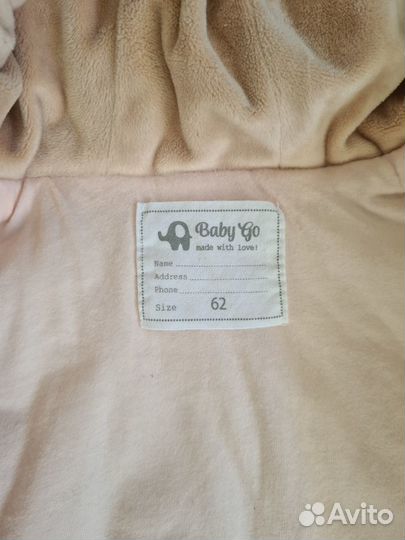 Baby Go
made with love!
Name
Address
Phone
Size 62
Avito